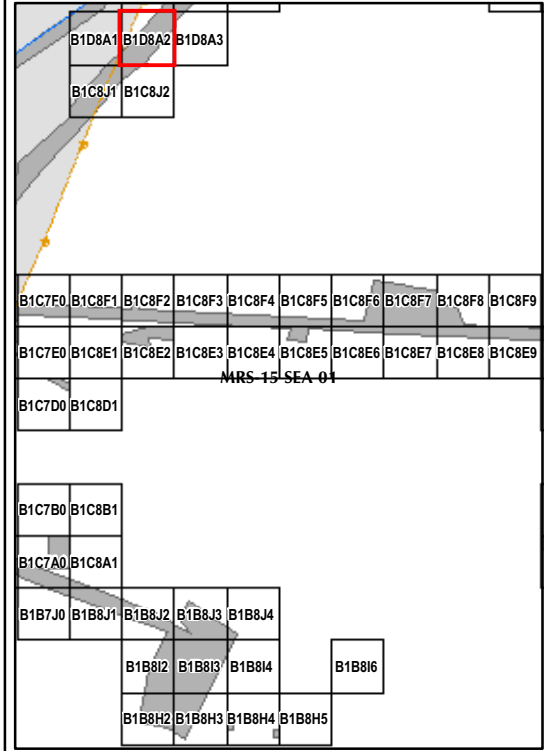 B1D8A1 B1D8A2 B1D8A3
B1C8J1 B1C8J2
B1C7F0 B1C8F1 B1C8F2 B1C8F3 B1C8F4 B1C8F5 B1C8F6 B1C8F7 B1C8F8 B1C8F9
B1C7E0 B1C8E1 B1C8E2 B1C8E3 B1C8E4 B1C8E5 B1C8E6 B1C8E7 B1C8E8 B1C8E9
MRS-15 SEA 01
B1C7D0 B1C8D1
B1C7B0 B1C8B1
B1C7A0 B1C8A1
B1B7J0 B1B8J1 B1B8J2 B1B8J3 B1B8J4
B1B8I2 B1B8I3 B1B8I4 B1B8I6
B1B8H2 B1B8H3 B1B8H4 B1B8H5